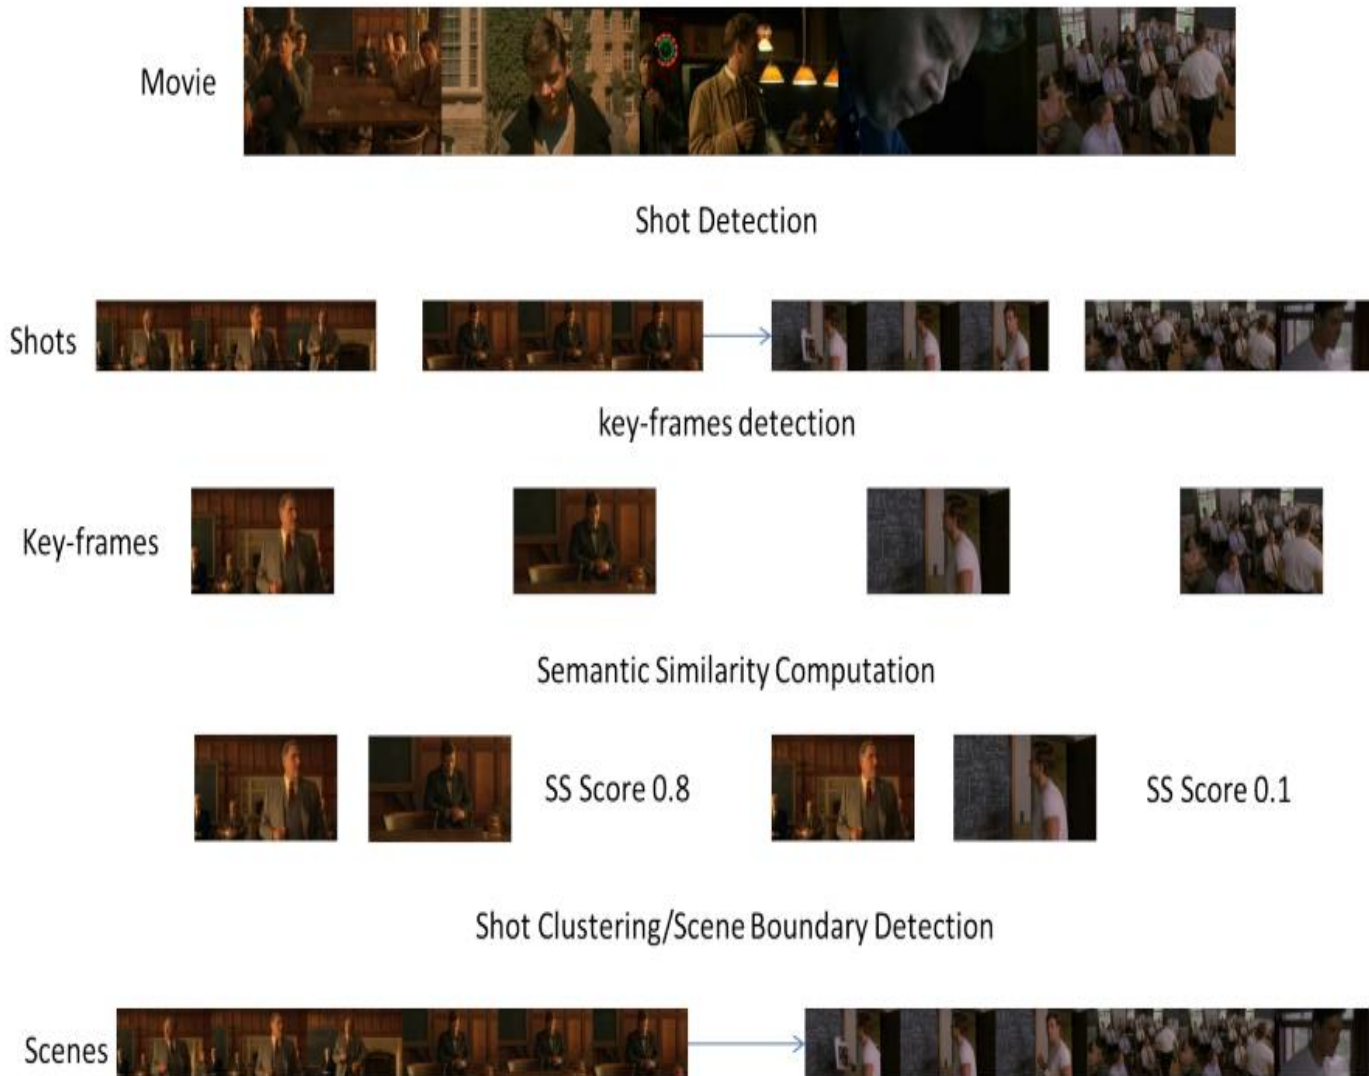 Movie
Shot Detection
Shots
key-frames detection
Key-frames
Semantic Similarity Computation
SS Score 0.8
SS Score 0.1
Shot Clustering/Scene Boundary Detection
Scenes